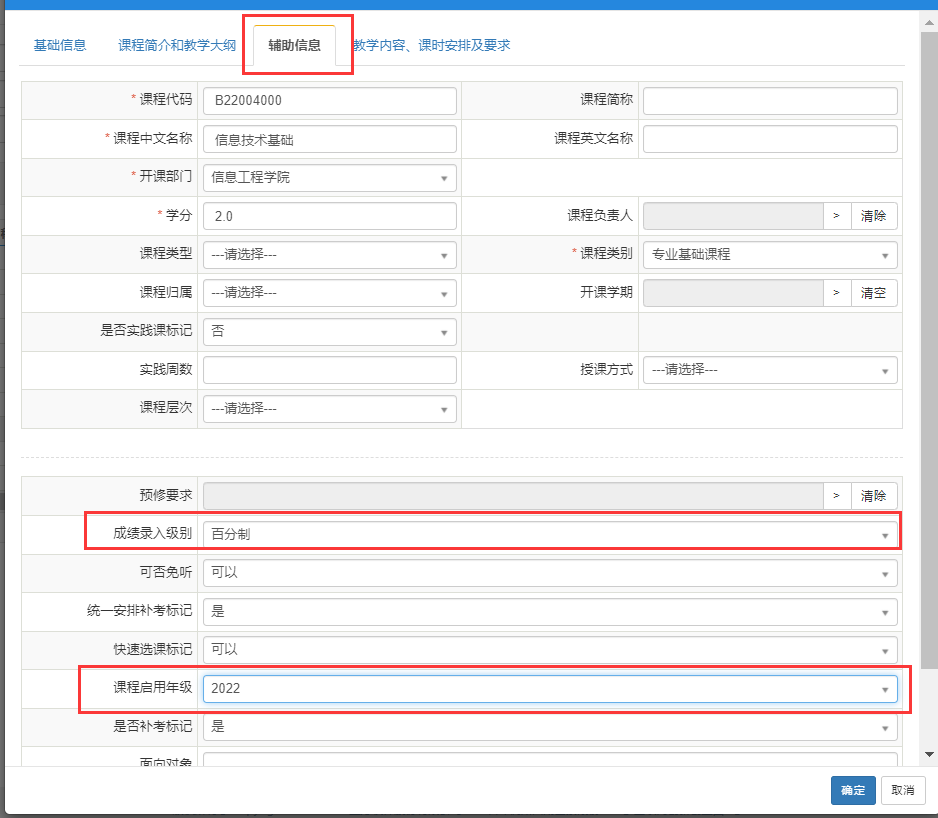 基础信息 课程简介和教学大纲 辅助信息 教学内容、课时安排及要求
* 课程代码 B22004000 课程简称
* 课程中文名称 信息技术基础 课程英文名称
* 开课部门 信息工程学院
* 学分 2.0 课程负责人 > 清除
课程类型 ---请选择--- * 课程类别 专业基础课程
课程归属 ---请选择--- 开课学期 > 清空
是否实践课标记 否
实践周数 授课方式 ---请选择---
课程层次 ---请选择---
预修要求 > 清除
成绩录入级别 百分制
可否免听 可以
统一安排补考标记 是
快速选课标记 可以
课程启用年级 2022
是否补考标记 是
面向对象
确定 取消